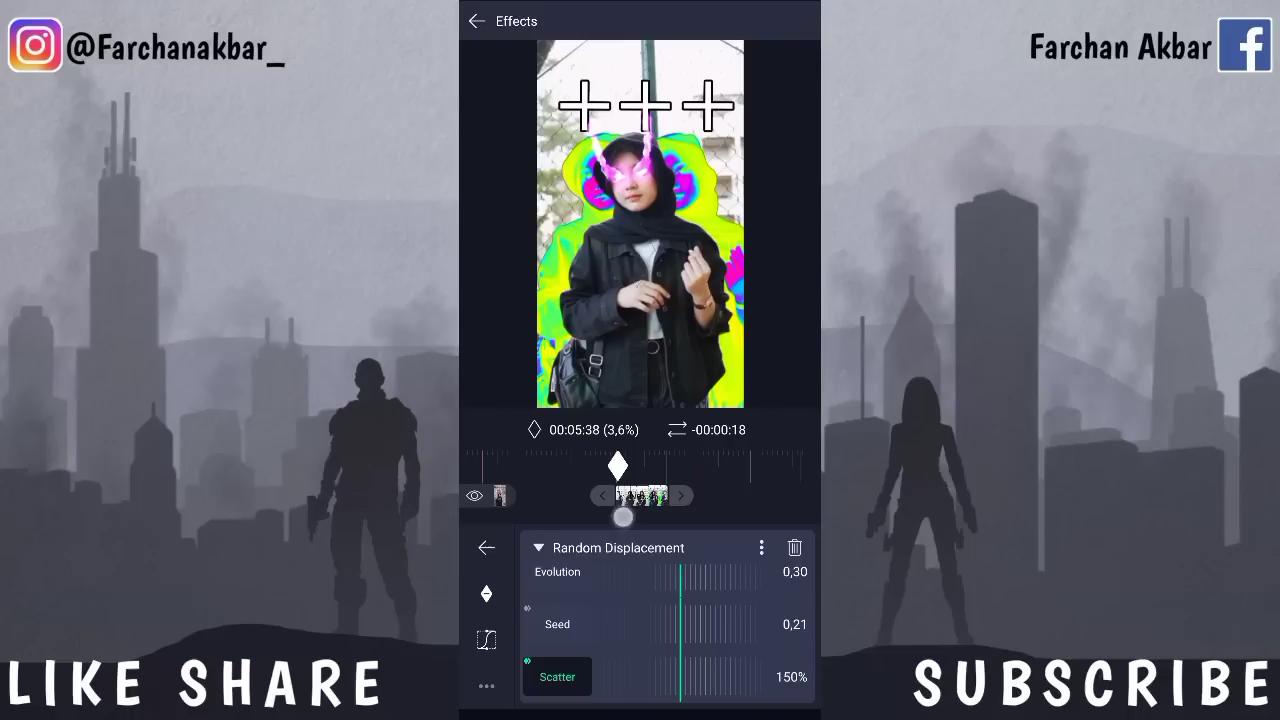 @Farchanakbar_
Effects
Farchan Akbar
00:05:38 (3,6%)
-00:00:18
Random Displacement
Evolution
0,30
Seed
0,21
Scatter
150%
LIKE SHARE
SUBSCRIBE